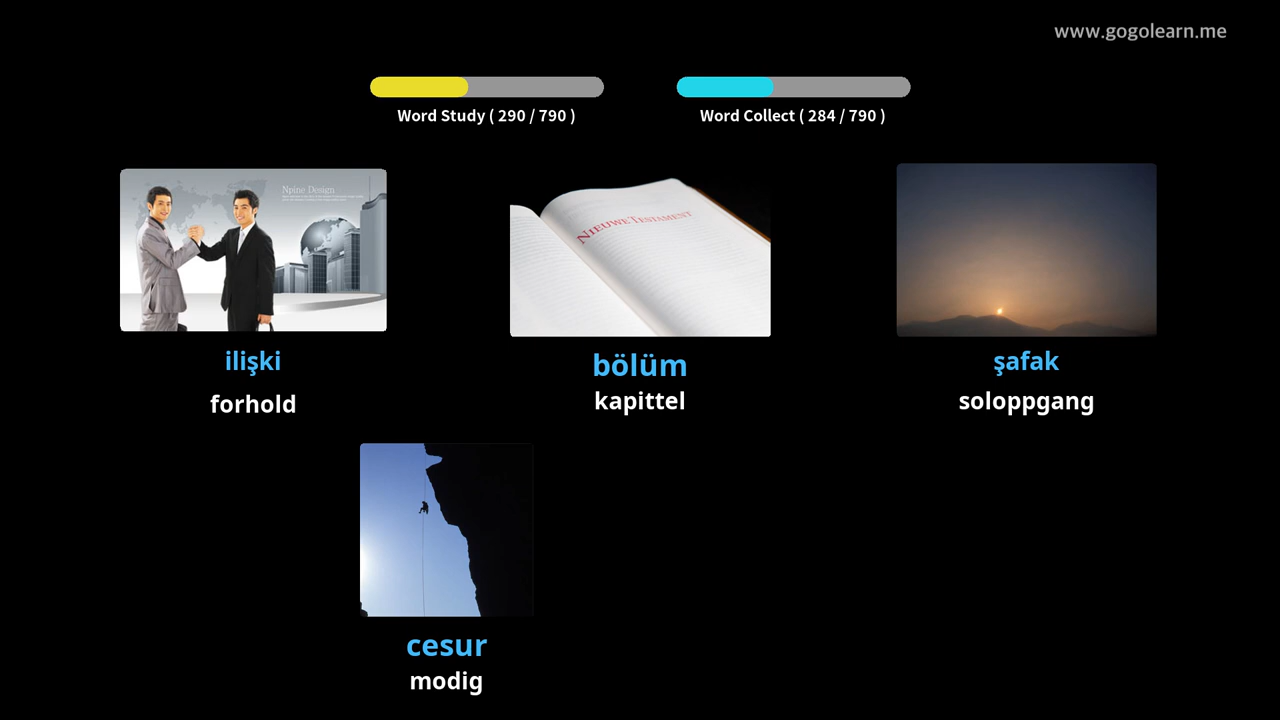 www.gogolearn.me
Word Study ( 290 / 790 )
Word Collect ( 284 / 790 )
Npine Design
NIEUWE TESTAMENT
ilişki
bölüm
şafak
forhold
kapittel
soloppgang
cesur
modig